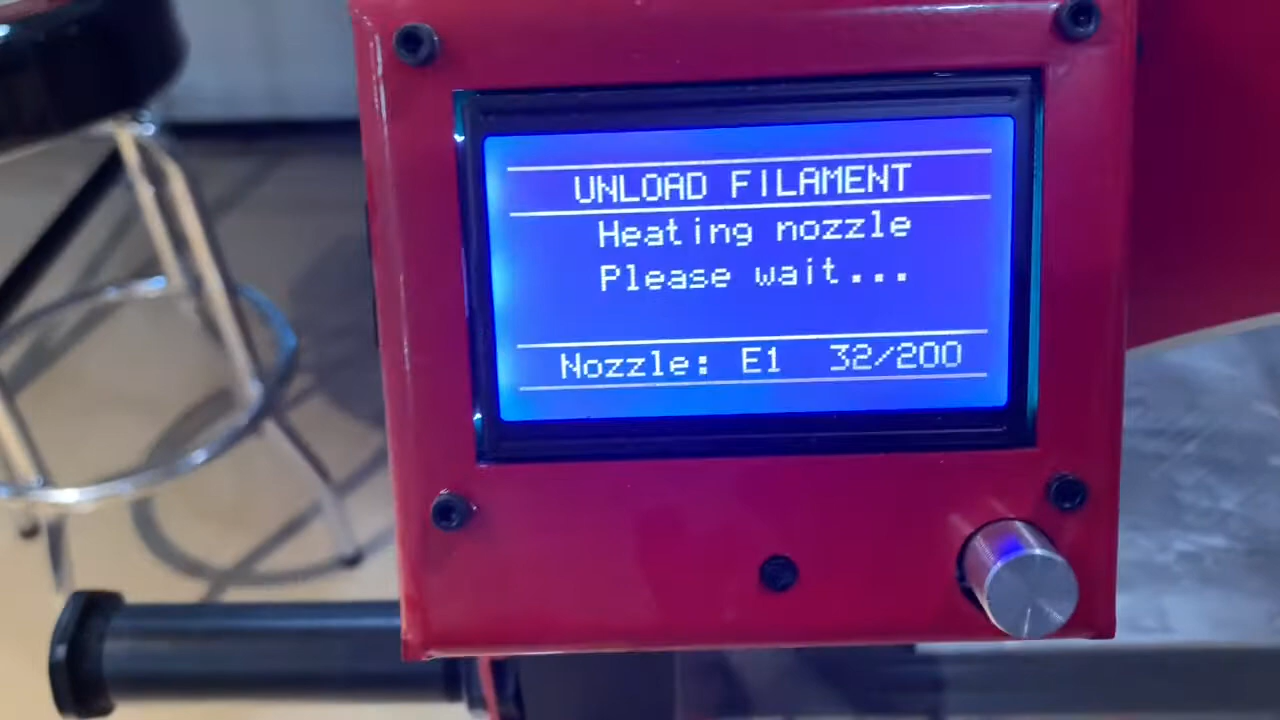 UNLOAD FILAMENT
Heating nozzle
Please wait...
Nozzle: E1 32/200